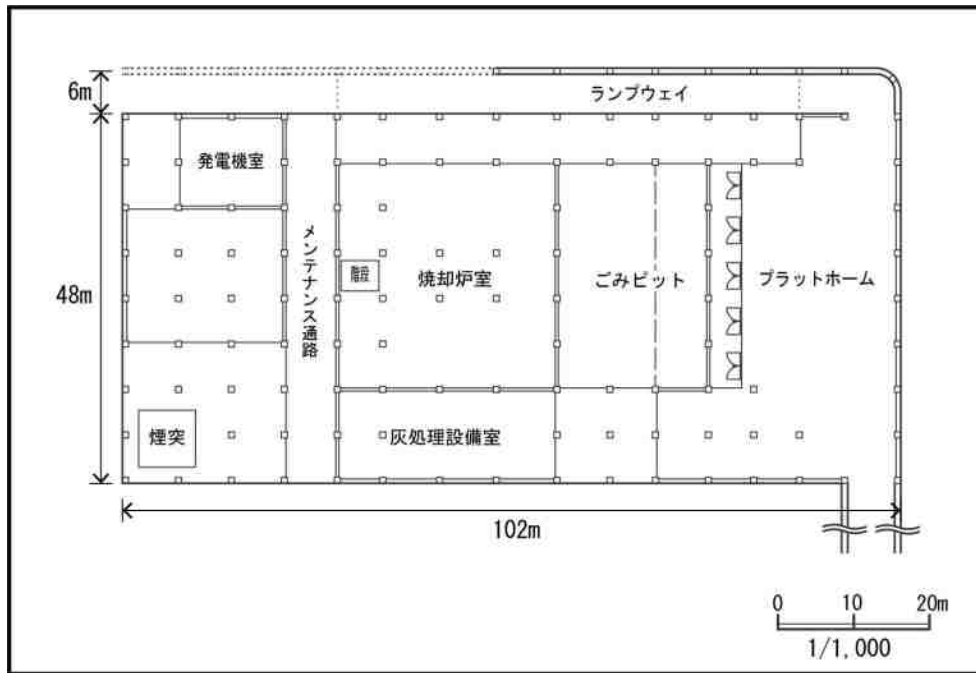 6m
ランプウェイ
発電機室
メンテナンス通路
階段
焼却炉室
ごみピット
プラットホーム
48m
煙突
灰処理設備室
102m
0 10 20m
1/1,000